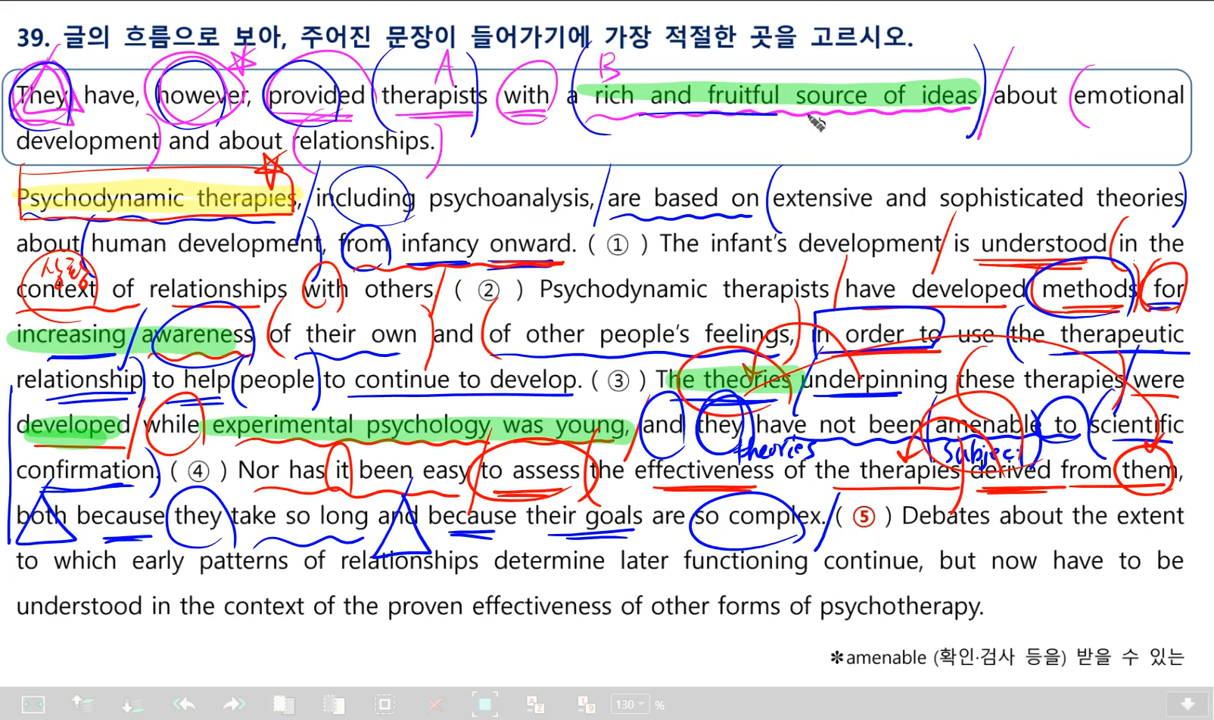 39. 글의 흐름으로 보아, 주어진 문장이 들어가기에 가장 적절한 곳을 고르시오.
A
B
They have, however, provided therapists with a rich and fruitful source of ideas about emotional
development and about relationships.
Psychodynamic therapies, including psychoanalysis, are based on extensive and sophisticated theories
about human development, from infancy onward. ( ① ) The infant's development is understood in the
상황
context of relationships with others. ( ② ) Psychodynamic therapists have developed methods for
increasing awareness of their own and of other people's feelings, in order to use the therapeutic
relationship to help people to continue to develop. ( ③ ) The theories underpinning these therapies were
developed while experimental psychology was young, and they have not been amenable to scientific
theories
subject
confirmation. ( ④ ) Nor has it been easy to assess the effectiveness of the therapies derived from them,
both because they take so long and because their goals are so complex. ( ⑤ ) Debates about the extent
to which early patterns of relationships determine later functioning continue, but now have to be
understood in the context of the proven effectiveness of other forms of psychotherapy.
✻amenable (확인·검사 등을) 받을 수 있는
130 %